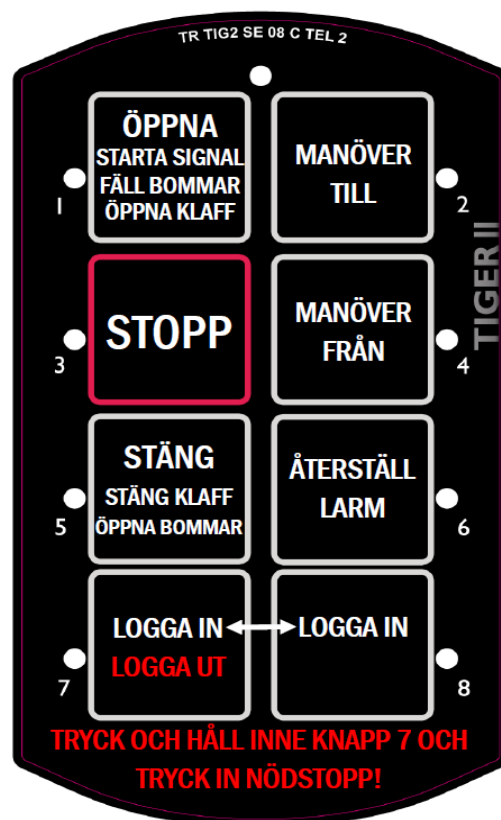 TR TIG2 SE 08 C TEL 2
ÖPPNA
STARTA SIGNAL
FÄLL BOMMAR
ÖPPNA KLAFF
1
MANÖVER
TILL
2
TIGER II
STOPP
3
MANÖVER
FRÅN
4
STÄNG
STÄNG KLAFF
ÖPPNA BOMMAR
5
ÅTERSTÄLL
LARM
6
LOGGA IN
LOGGA UT
7
LOGGA IN
8
TRYCK OCH HÅLL INNE KNAPP 7 OCH
TRYCK IN NÖDSTOPP!